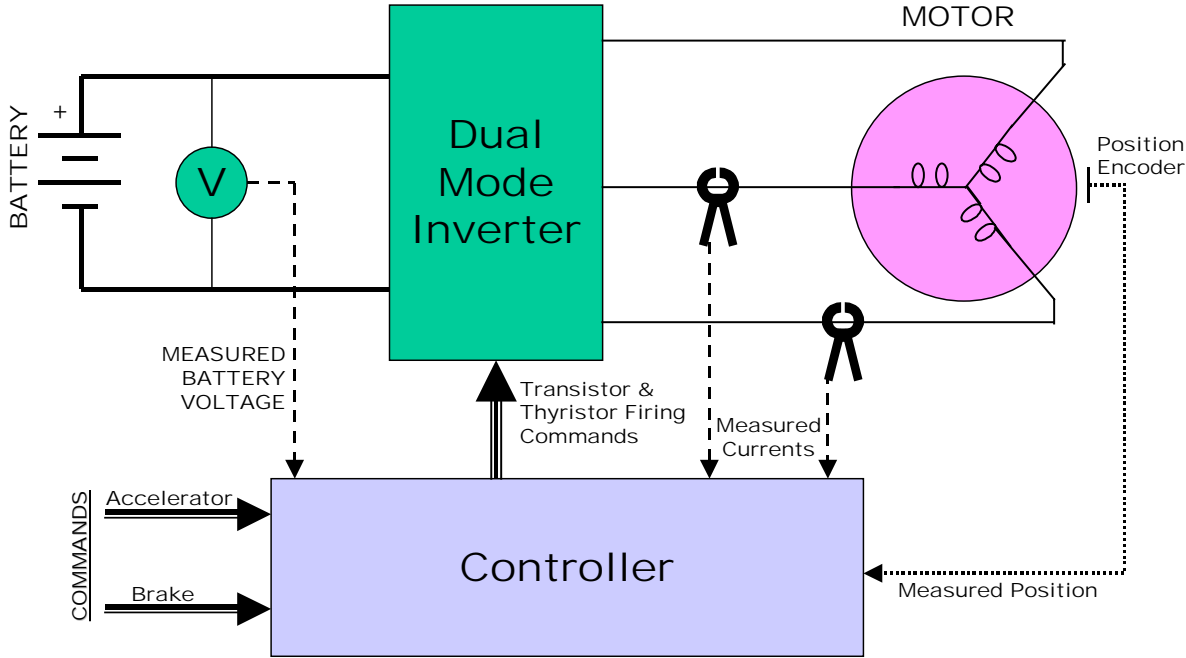 MOTOR
+
BATTERY
V
Dual
Mode
Inverter
Position
Encoder
MEASURED
BATTERY
VOLTAGE
Transistor &
Thyristor Firing
Commands
Measured
Currents
COMMANDS
Accelerator
Brake
Controller
Measured Position